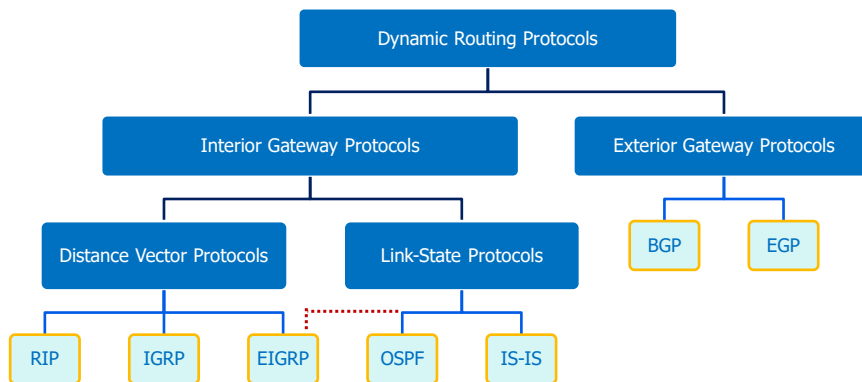 Dynamic Routing Protocols
Interior Gateway Protocols
Exterior Gateway Protocols
Distance Vector Protocols
Link-State Protocols
BGP
EGP
RIP
IGRP
EIGRP
OSPF
IS-IS